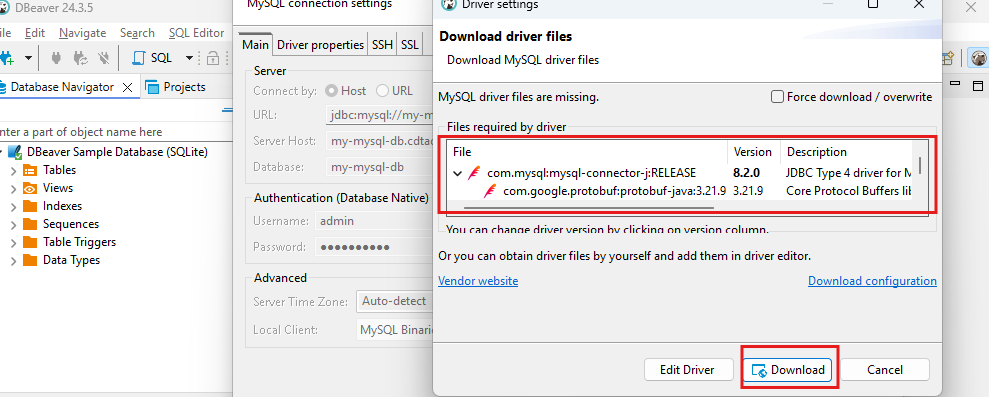 DBeaver 24.3.5
File Edit Navigate Search SQL Editor
SQL
Database Navigator
Projects
Enter a part of object name here
DBeaver Sample Database (SQLite)
Tables
Views
Indexes
Sequences
Table Triggers
Data Types
MySQL connection settings
Main Driver properties SSH SSL
Server
Connect by: Host URL
URL: jdbc:mysql://my-m
Server Host: my-mysql-db.cdtac
Database: my-mysql-db
Authentication (Database Native)
Username: admin
Password: ••••••••••
Advanced
Server Time Zone: Auto-detect
Local Client: MySQL Binarie
Driver settings
Download driver files
Download MySQL driver files
MySQL driver files are missing.
Force download / overwrite
Files required by driver
File Version Description
com.mysql:mysql-connector-j:RELEASE 8.2.0 JDBC Type 4 driver for M
com.google.protobuf:protobuf-java:3.21.9 3.21.9 Core Protocol Buffers lib
You can change driver version by clicking on version column.
Or you can obtain driver files by yourself and add them in driver editor.
Vendor website
Download configuration
Edit Driver
Download
Cancel